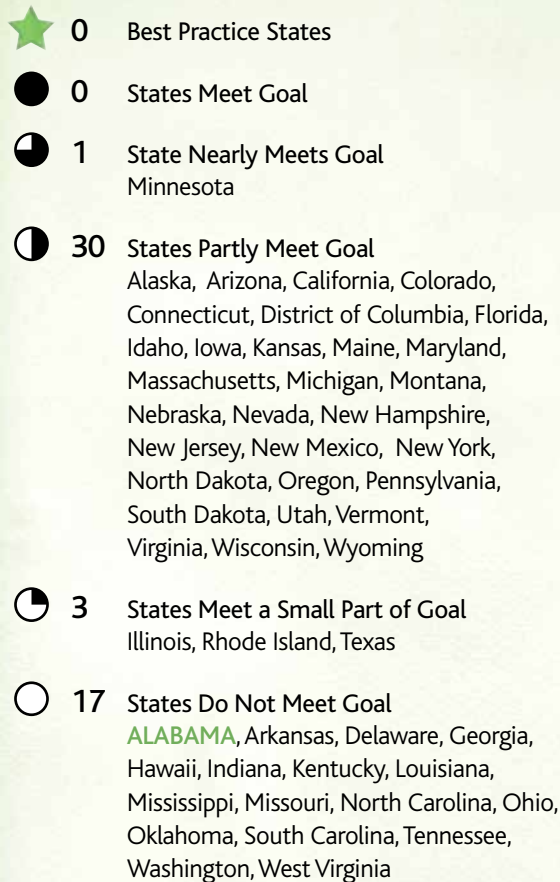 0 Best Practice States
0 States Meet Goal
1 State Nearly Meets Goal
Minnesota
30 States Partly Meet Goal
Alaska, Arizona, California, Colorado,
Connecticut, District of Columbia, Florida,
Idaho, Iowa, Kansas, Maine, Maryland,
Massachusetts, Michigan, Montana,
Nebraska, Nevada, New Hampshire,
New Jersey, New Mexico, New York,
North Dakota, Oregon, Pennsylvania,
South Dakota, Utah, Vermont,
Virginia, Wisconsin, Wyoming
3 States Meet a Small Part of Goal
Illinois, Rhode Island, Texas
17 States Do Not Meet Goal
ALABAMA, Arkansas, Delaware, Georgia,
Hawaii, Indiana, Kentucky, Louisiana,
Mississippi, Missouri, North Carolina, Ohio,
Oklahoma, South Carolina, Tennessee,
Washington, West Virginia